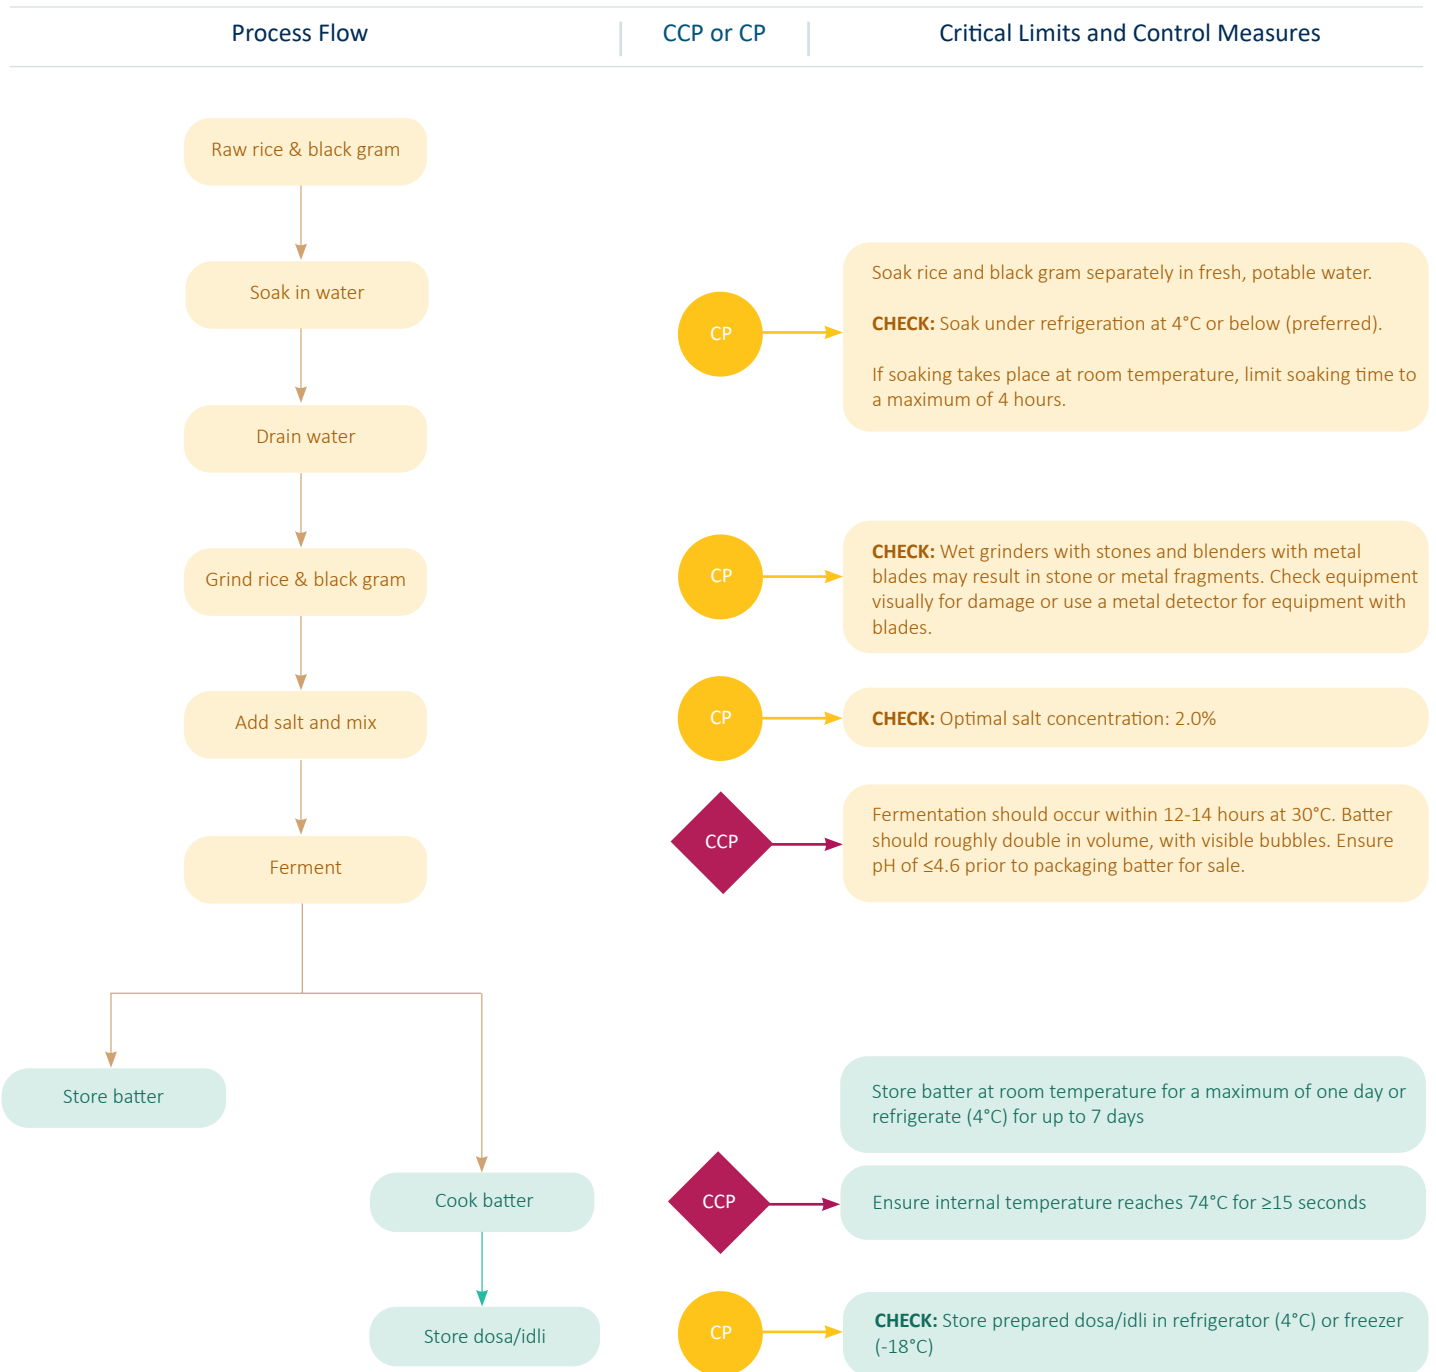 Process Flow
CCP or CP
Critical Limits and Control Measures
Raw rice & black gram
Soak in water
CP
Soak rice and black gram separately in fresh, potable water.
CHECK: Soak under refrigeration at 4°C or below (preferred).
If soaking takes place at room temperature, limit soaking time to
a maximum of 4 hours.
Drain water
Grind rice & black gram
CP
CHECK: Wet grinders with stones and blenders with metal
blades may result in stone or metal fragments. Check equipment
visually for damage or use a metal detector for equipment with
blades.
Add salt and mix
CP
CHECK: Optimal salt concentration: 2.0%
Ferment
CCP
Fermentation should occur within 12-14 hours at 30°C. Batter
should roughly double in volume, with visible bubbles. Ensure
pH of ≤4.6 prior to packaging batter for sale.
Store batter
Store batter at room temperature for a maximum of one day or
refrigerate (4°C) for up to 7 days
Cook batter
CCP
Ensure internal temperature reaches 74°C for ≥15 seconds
Store dosa/idli
CP
CHECK: Store prepared dosa/idli in refrigerator (4°C) or freezer
(-18°C)